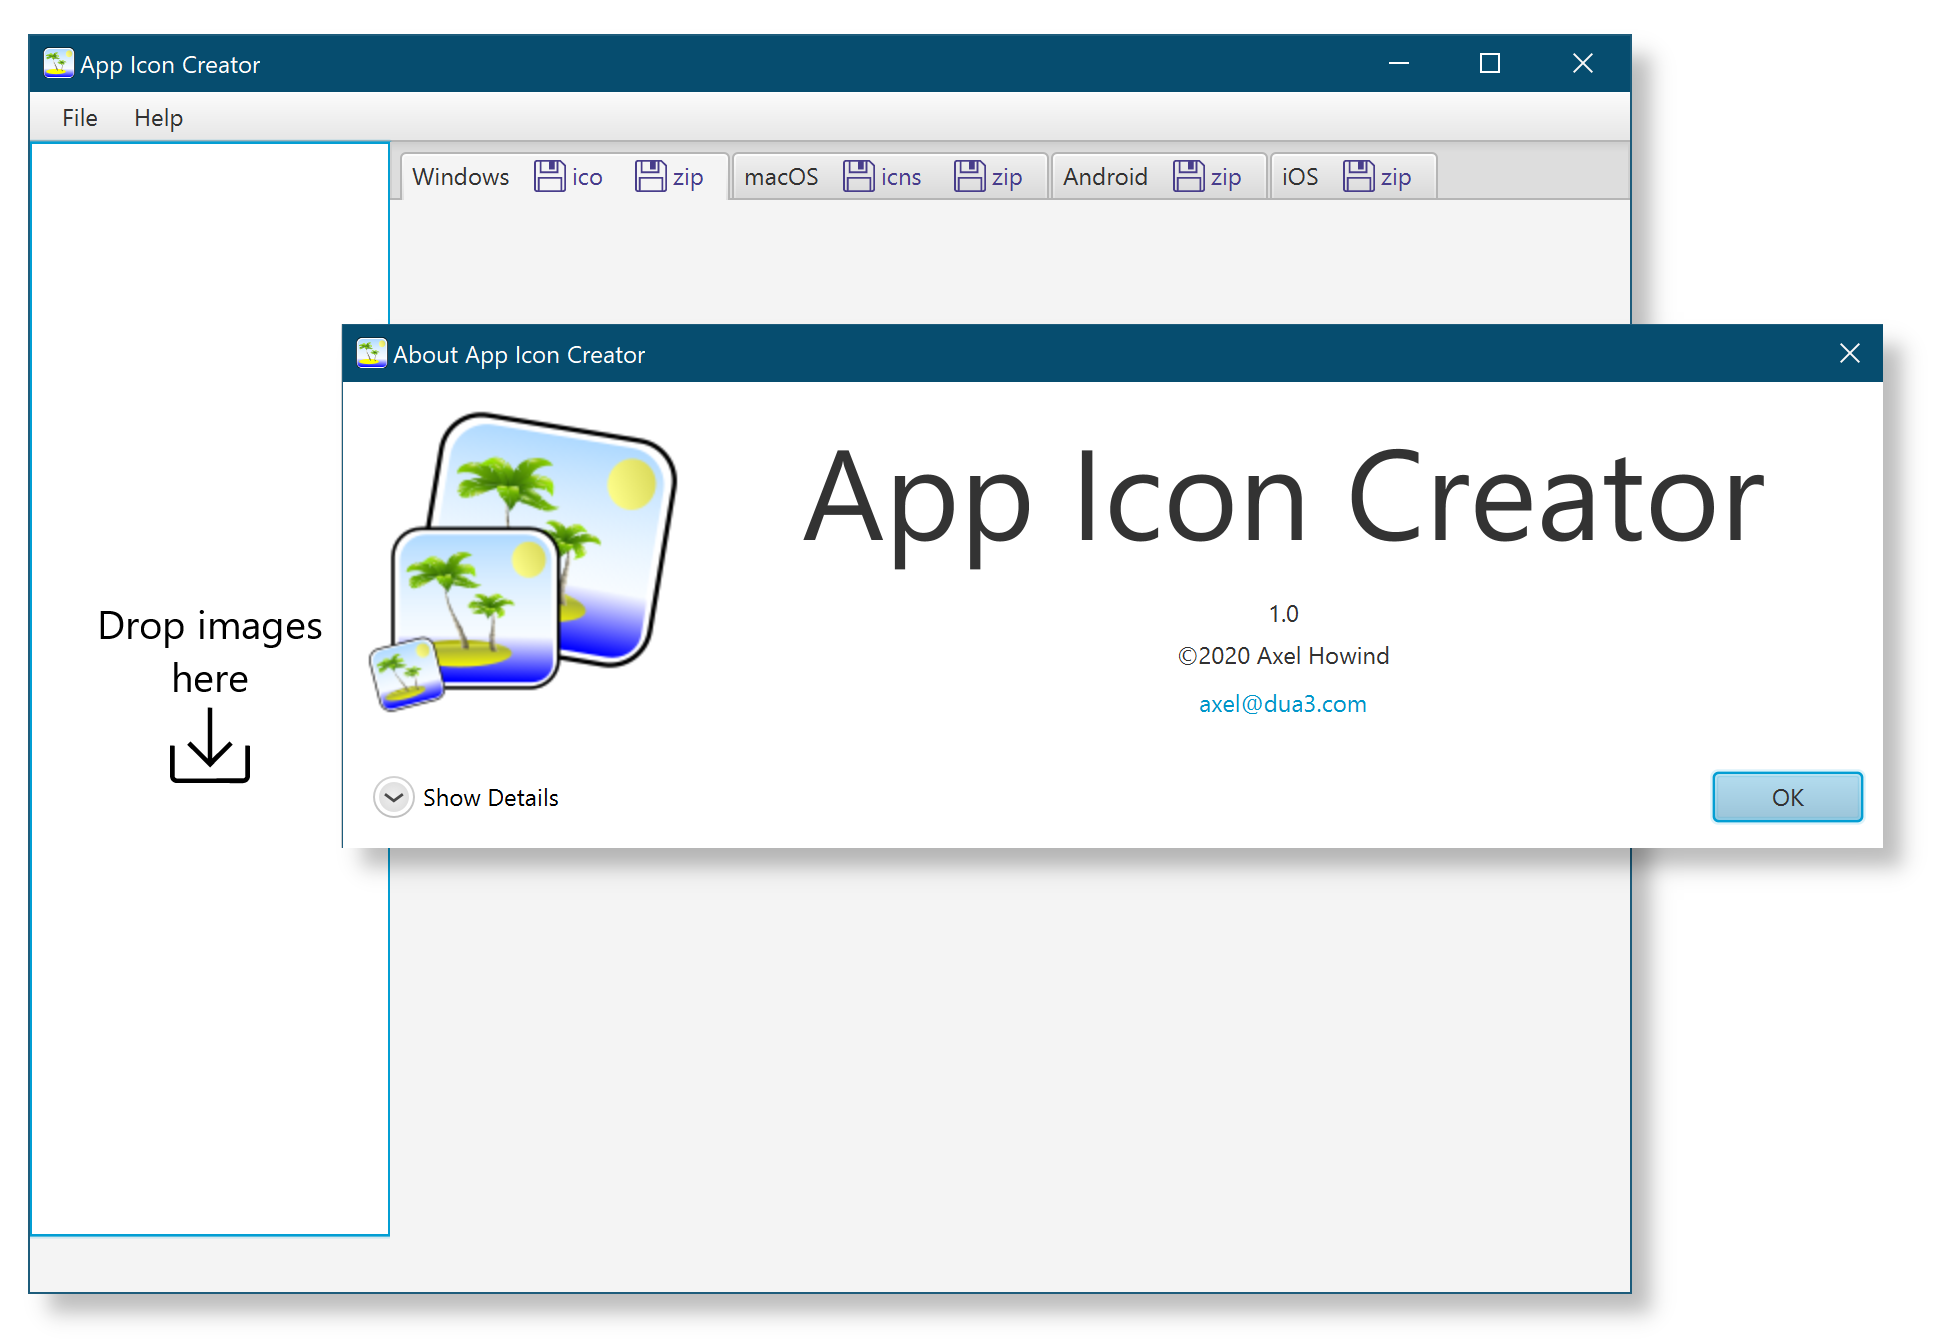 App Icon Creator
File Help
Windows ico zip macOS icns zip Android zip iOS zip
About App Icon Creator
App Icon Creator
1.0
©2020 Axel Howind
axel@dua3.com
Drop images
here
Show Details
OK